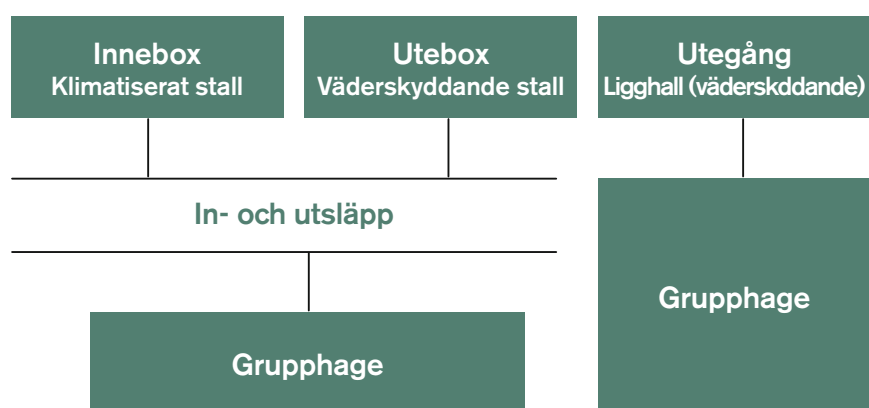 Innebox
Klimatiserat stall
Utebox
Väderskyddande stall
Utegång
Ligghall (väderskddande)
In- och utsläpp
Grupphage
Grupphage